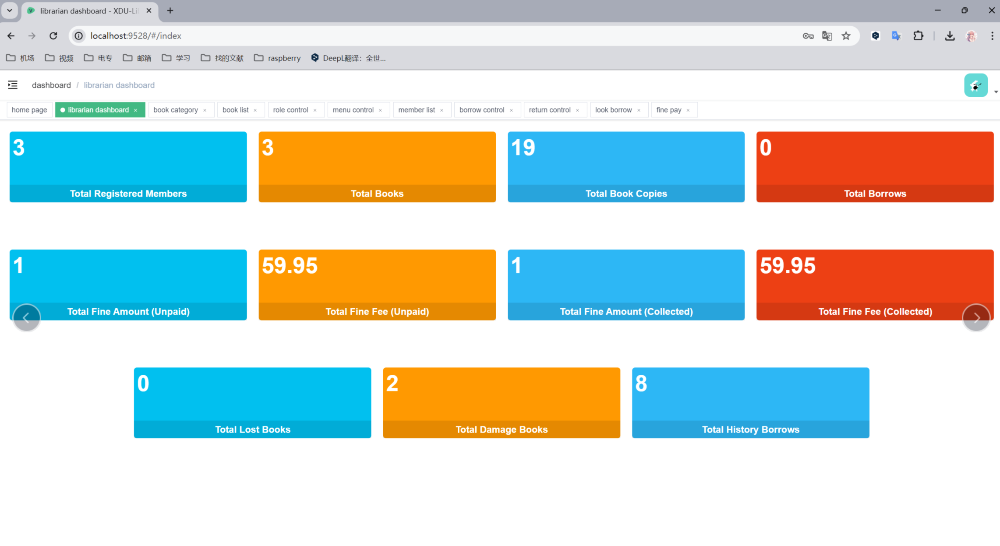 librarian dashboard - XDU-Li
localhost:9528/#/index
机场 视频 电专 邮箱 学习 找的文献 raspberry DeepL翻译：全世...
dashboard / librarian dashboard
home page librarian dashboard × book category × book list × role control × menu control × member list × borrow control × return control × look borrow × fine pay ×
3 3 19 0
Total Registered Members Total Books Total Book Copies Total Borrows
1 59.95 1 59.95
Total Fine Amount (Unpaid) Total Fine Fee (Unpaid) Total Fine Amount (Collected) Total Fine Fee (Collected)
0 2 8
Total Lost Books Total Damage Books Total History Borrows